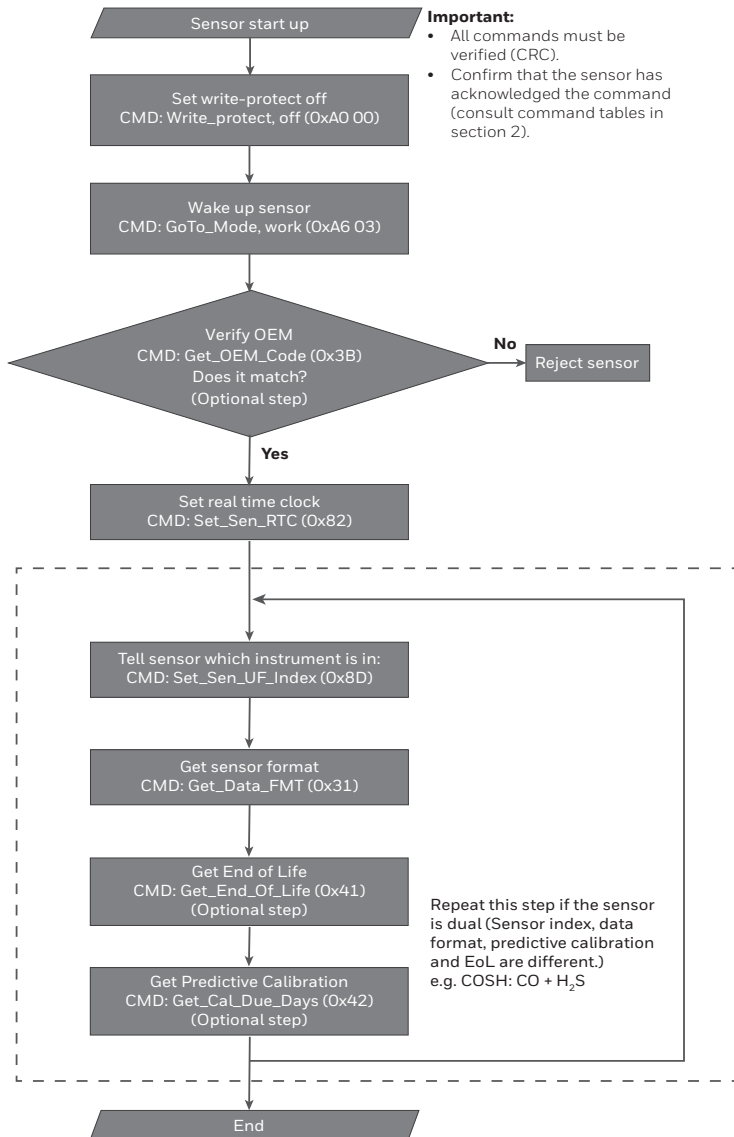 Sensor start up
Important:
• All commands must be
verified (CRC).
• Confirm that the sensor has
acknowledged the command
(consult command tables in
section 2).
Set write-protect off
CMD: Write_protect, off (0xA0 00)
Wake up sensor
CMD: GoTo_Mode, work (0xA6 03)
Verify OEM
CMD: Get_OEM_Code (0x3B)
Does it match?
(Optional step)
No
Reject sensor
Yes
Set real time clock
CMD: Set_Sen_RTC (0x82)
Tell sensor which instrument is in:
CMD: Set_Sen_UF_Index (0x8D)
Get sensor format
CMD: Get_Data_FMT (0x31)
Get End of Life
CMD: Get_End_Of_Life (0x41)
(Optional step)
Get Predictive Calibration
CMD: Get_Cal_Due_Days (0x42)
(Optional step)
Repeat this step if the sensor
is dual (Sensor index, data
format, predictive calibration
and EoL are different.)
e.g. COSH: CO + H₂S
End